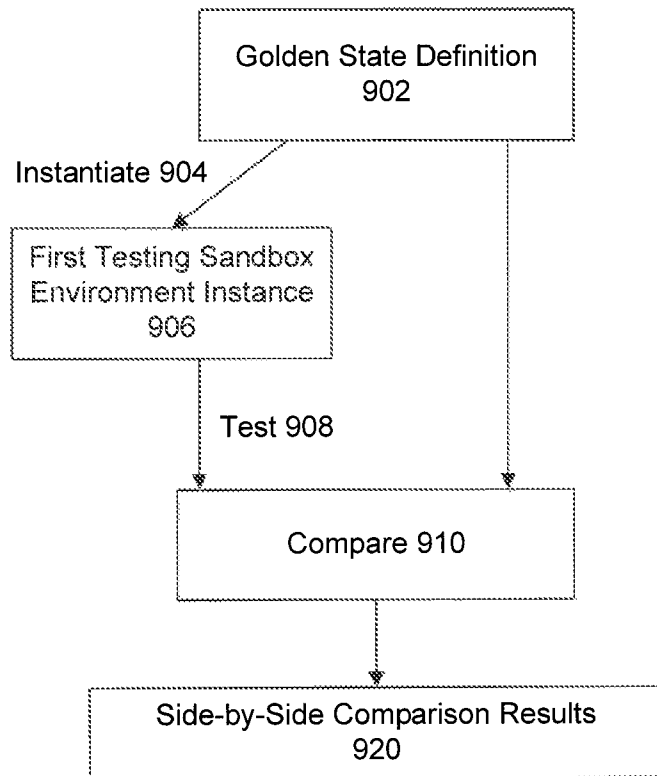 Golden State Definition
902
Instantiate 904
First Testing Sandbox
Environment Instance
906
Test 908
Compare 910
Side-by-Side Comparison Results
920